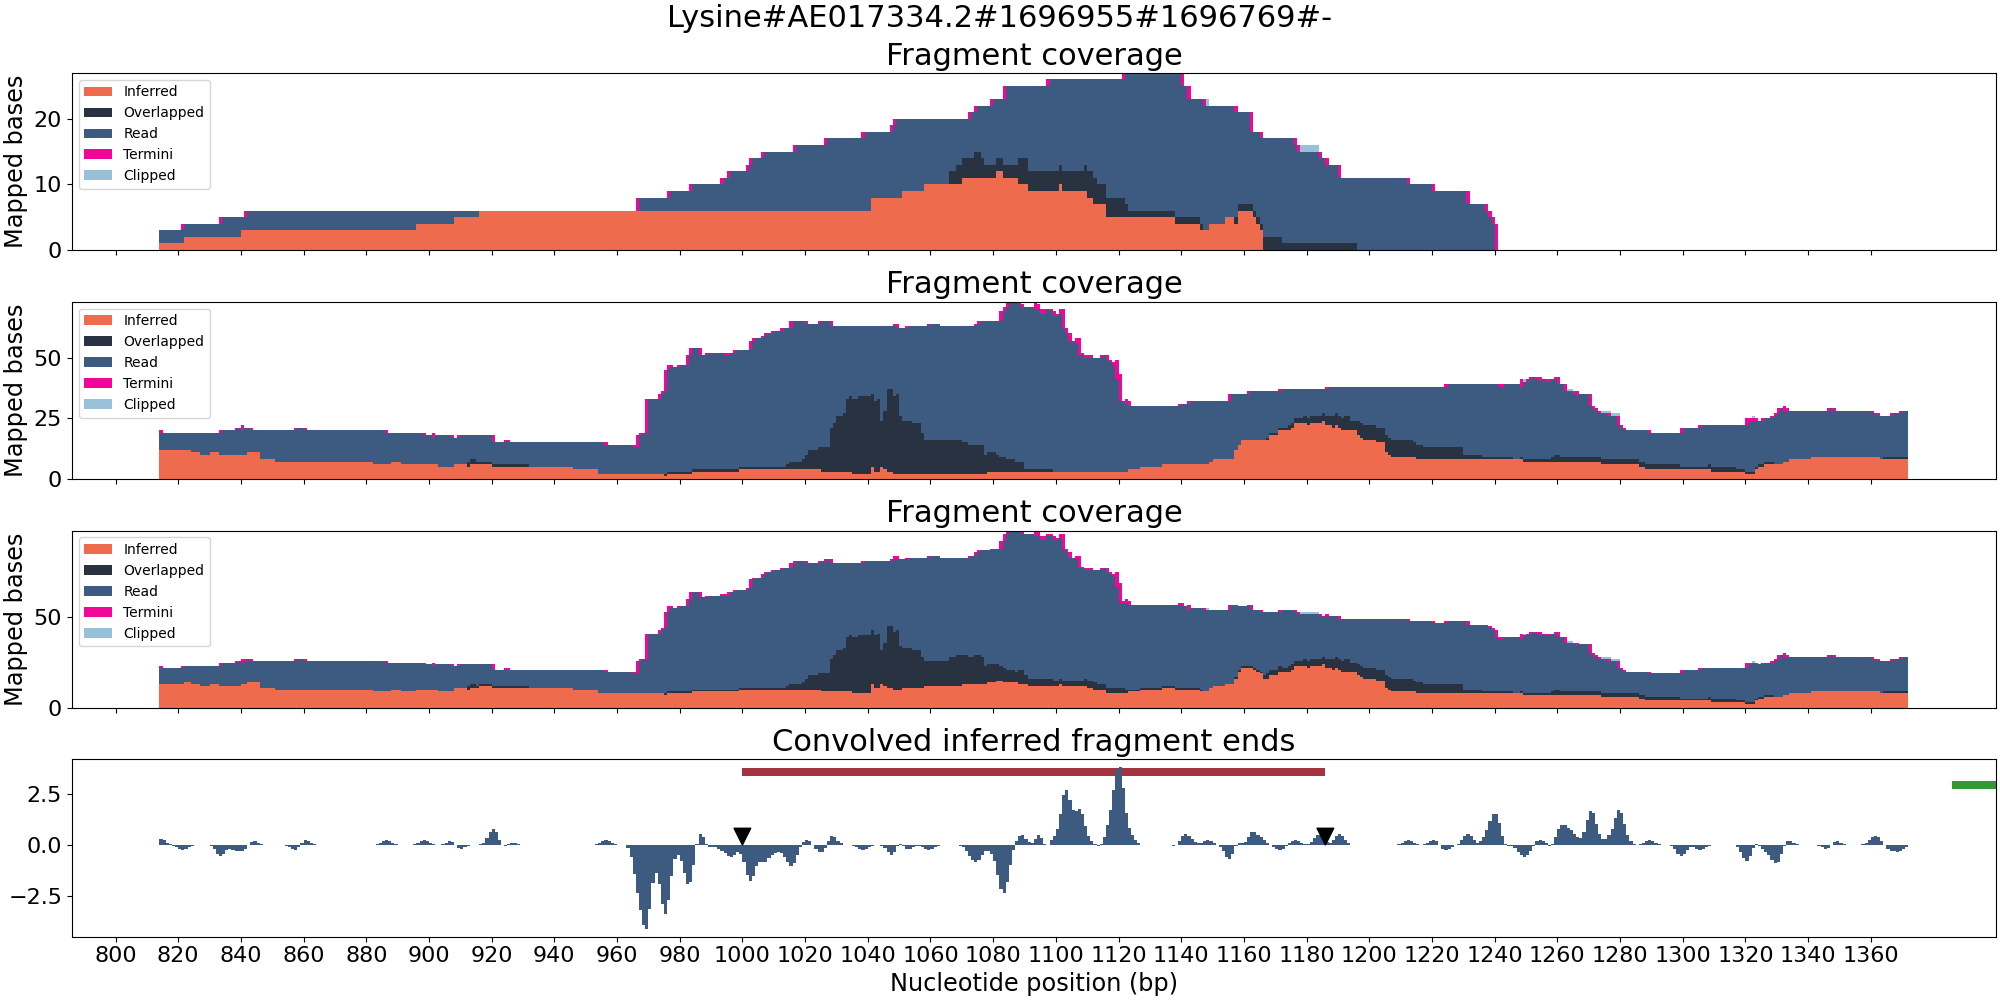 Lysine#AE017334.2#1696955#1696769#-
Fragment coverage
Mapped bases
20
10
0
Inferred
Overlapped
Read
Termini
Clipped
Fragment coverage
Mapped bases
50
25
0
Inferred
Overlapped
Read
Termini
Clipped
Fragment coverage
Mapped bases
50
0
Inferred
Overlapped
Read
Termini
Clipped
Convolved inferred fragment ends
2.5
0.0
−2.5
800 820 840 860 880 900 920 940 960 980 1000 1020 1040 1060 1080 1100 1120 1140 1160 1180 1200 1220 1240 1260 1280 1300 1320 1340 1360
Nucleotide position (bp)